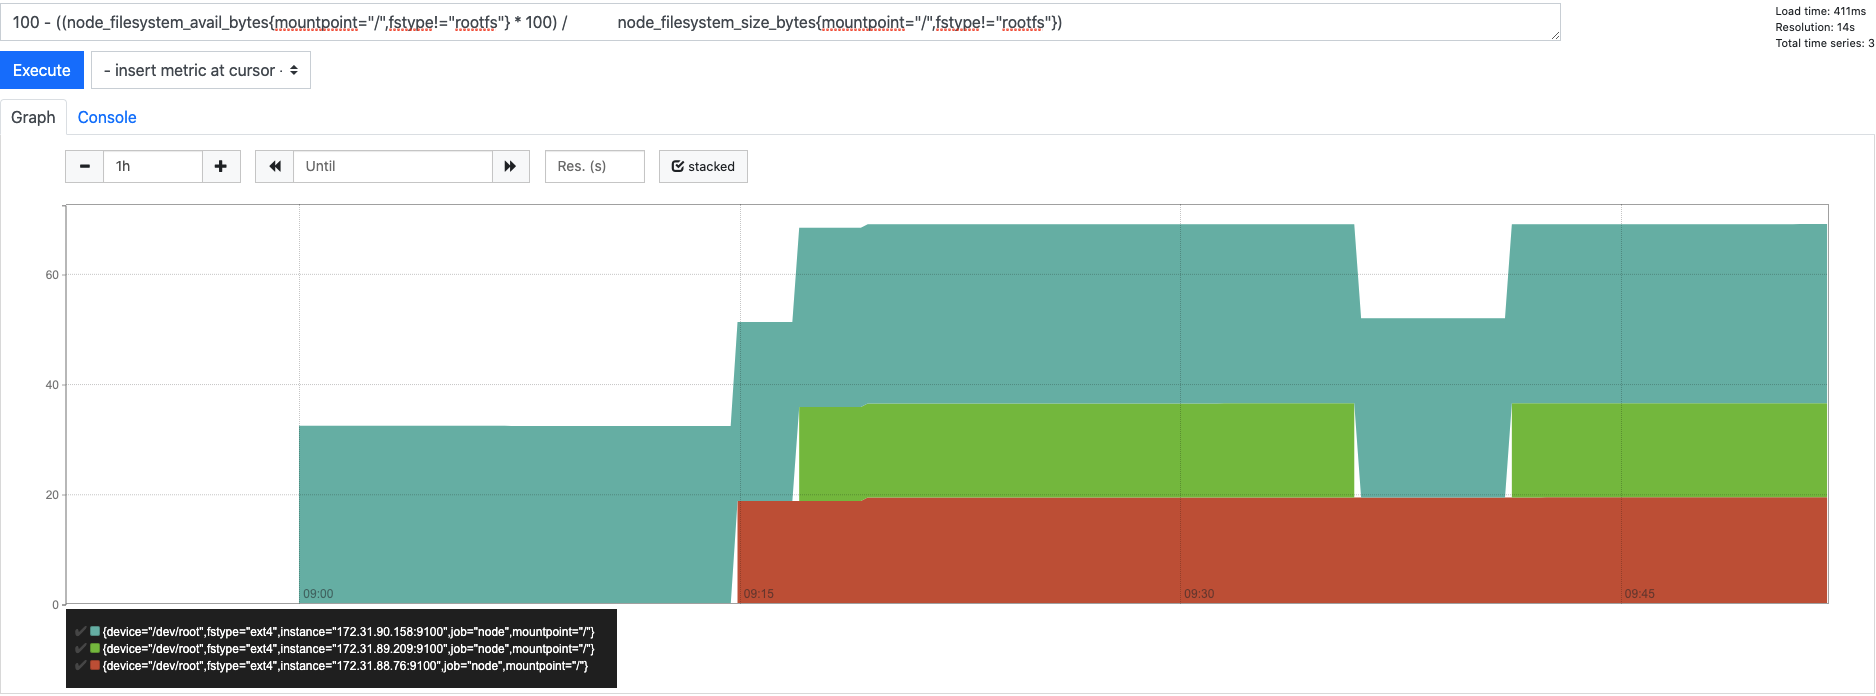 100 - ((node_filesystem_avail_bytes{mountpoint="/",fstype!="rootfs"} * 100) / node_filesystem_size_bytes{mountpoint="/",fstype!="rootfs"})
Load time: 411ms
Resolution: 14s
Total time series: 3
Execute
- insert metric at cursor -
Graph
Console
1h
Until
Res. (s)
stacked
60
40
20
0
09:00
09:15
09:30
09:45
{device="/dev/root",fstype="ext4",instance="172.31.90.158:9100",job="node",mountpoint="/"}
{device="/dev/root",fstype="ext4",instance="172.31.89.209:9100",job="node",mountpoint="/"}
{device="/dev/root",fstype="ext4",instance="172.31.88.76:9100",job="node",mountpoint="/"}